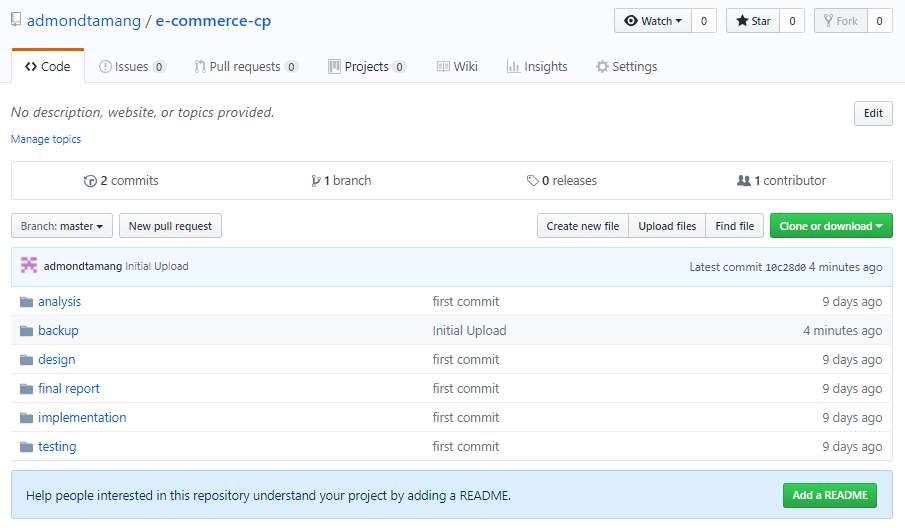 admondtamang / e-commerce-cp Watch 0 Star 0 Fork 0
Code Issues 0 Pull requests 0 Projects 0 Wiki Insights Settings
No description, website, or topics provided. Edit
Manage topics
2 commits 1 branch 0 releases 1 contributor
Branch: master New pull request Create new file Upload files Find file Clone or download
admondtamang Initial Upload Latest commit 10c28d0 4 minutes ago
analysis first commit 9 days ago
backup Initial Upload 4 minutes ago
design first commit 9 days ago
final report first commit 9 days ago
implementation first commit 9 days ago
testing first commit 9 days ago
Help people interested in this repository understand your project by adding a README. Add a README